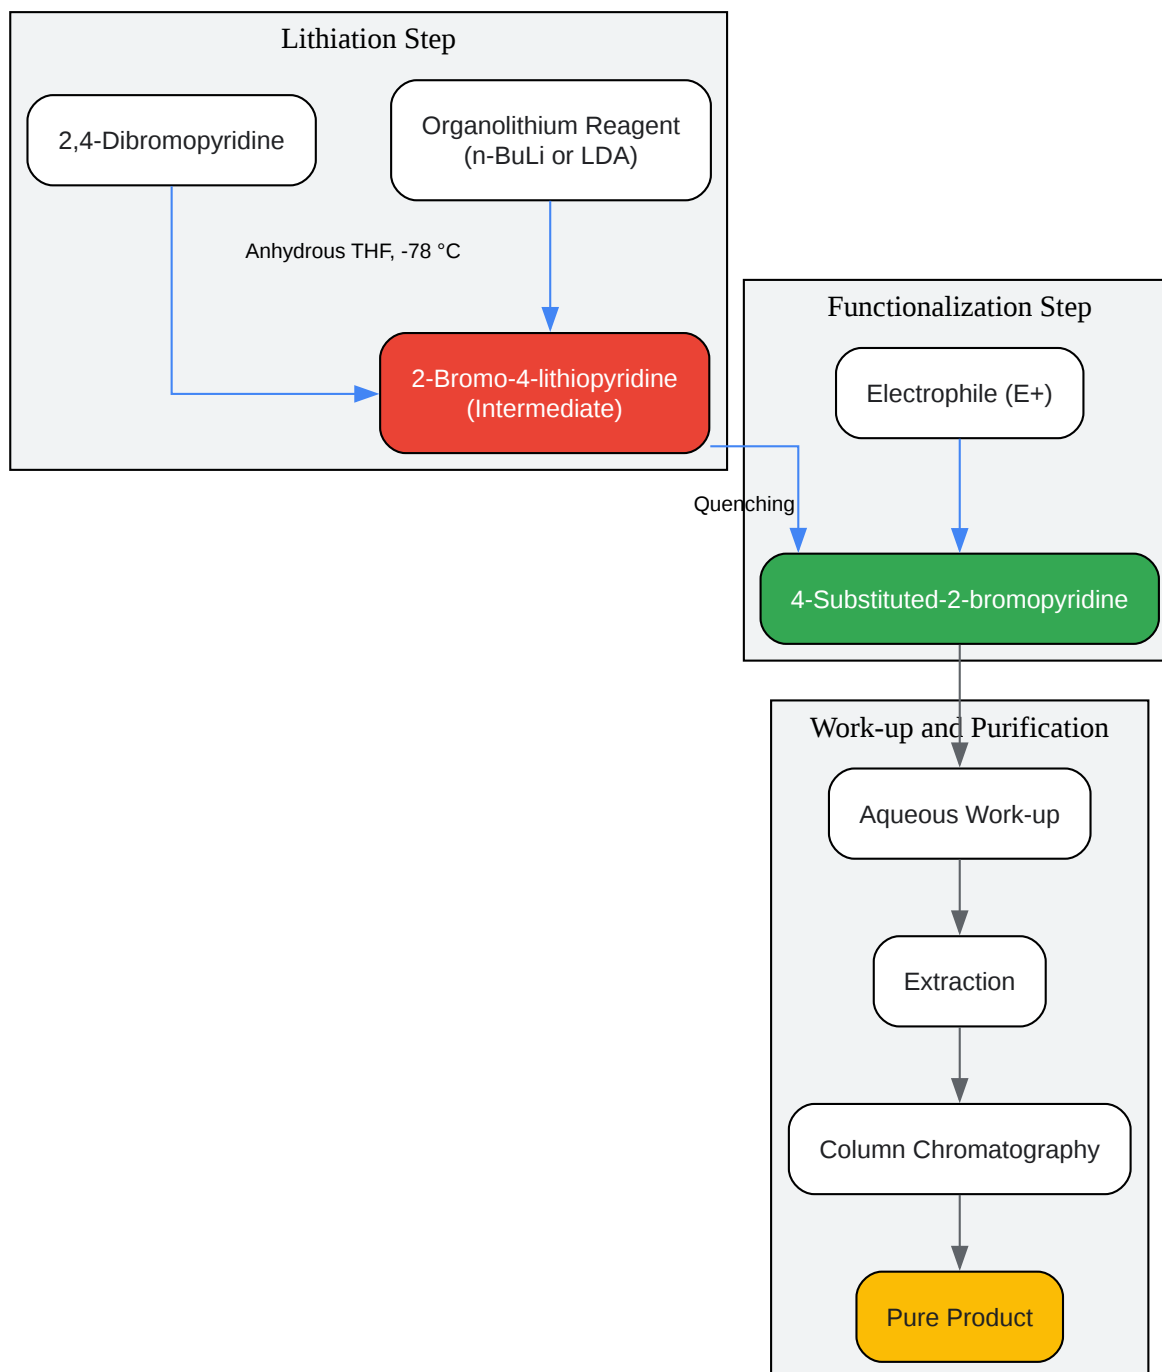 Lithiation Step
2,4-Dibromopyridine
Organolithium Reagent
(n-BuLi or LDA)
Anhydrous THF, -78 °C
2-Bromo-4-lithiopyridine
(Intermediate)
Functionalization Step
Electrophile (E+)
Quenching
4-Substituted-2-bromopyridine
Work-up and Purification
Aqueous Work-up
Extraction
Column Chromatography
Pure Product